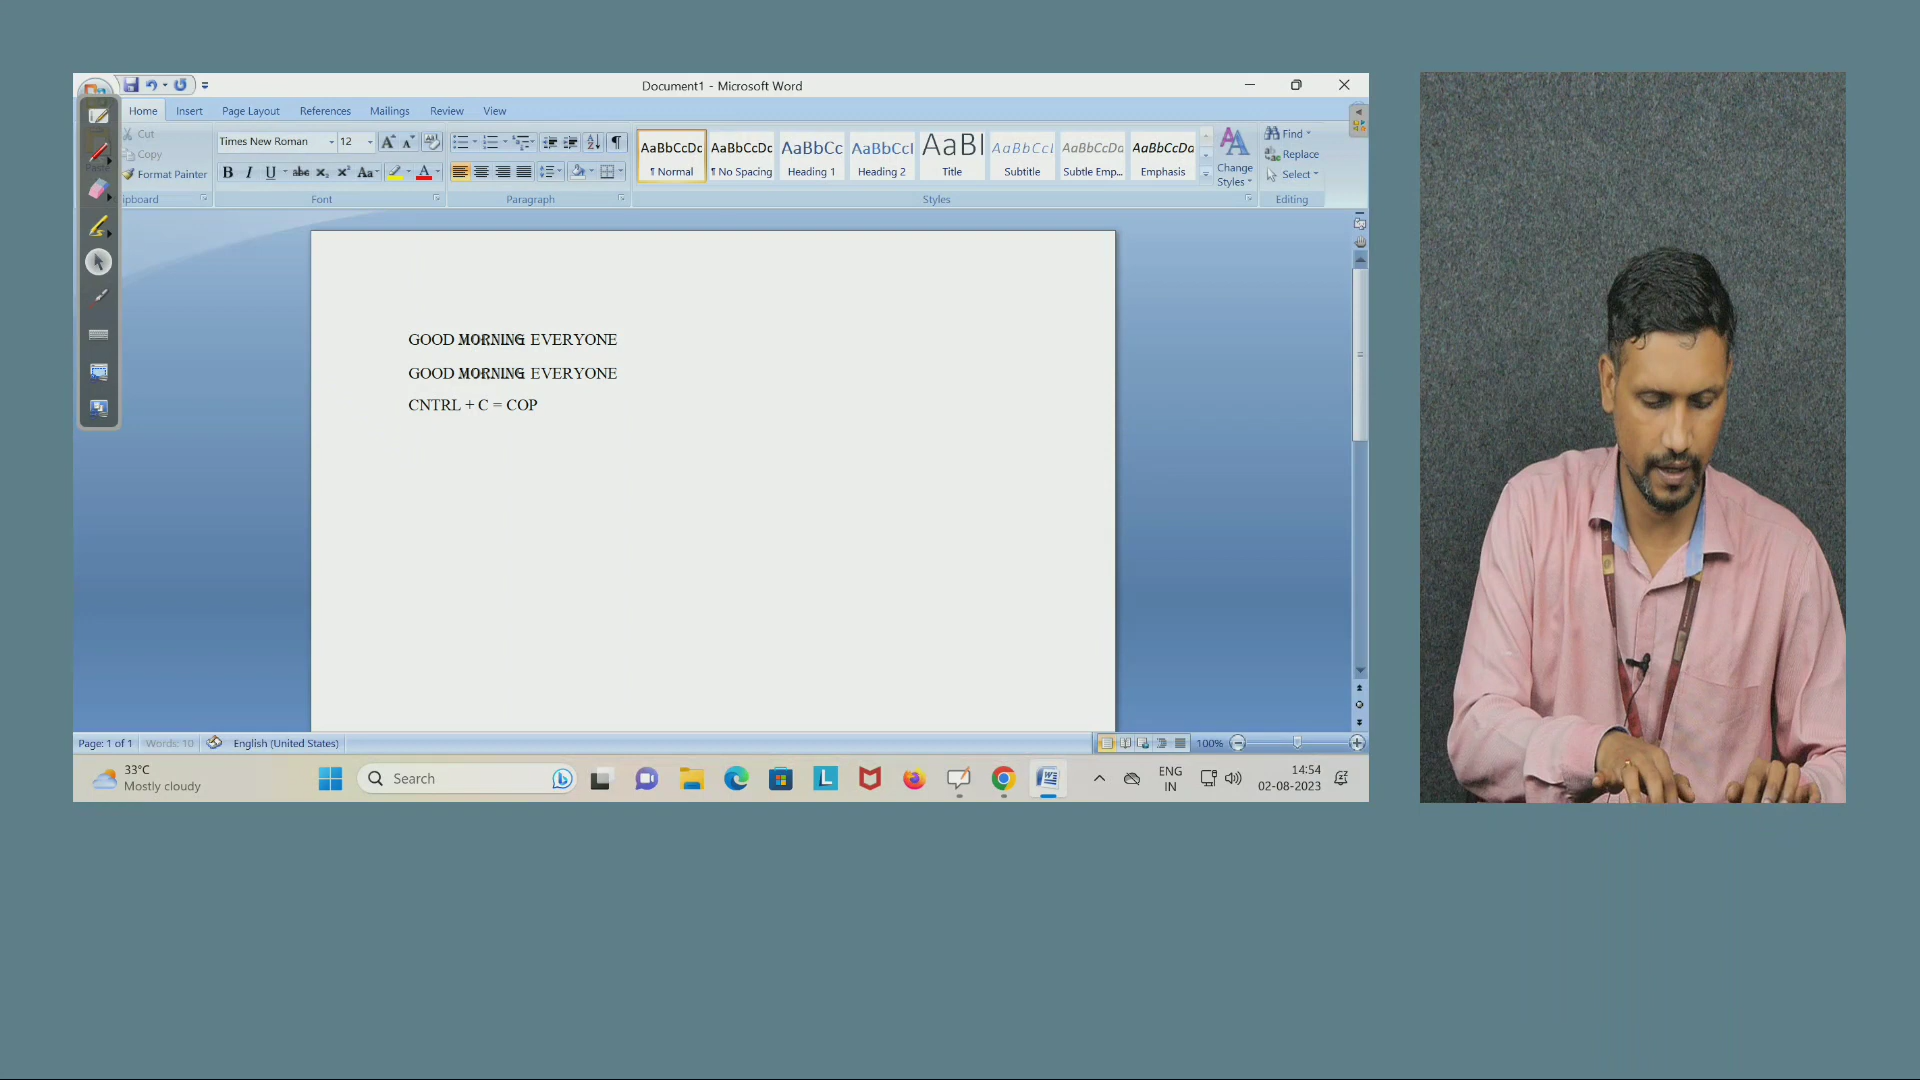 Document1 - Microsoft Word
Home Insert Page Layout References Mailings Review View
Cut
Copy
Format Painter
Times New Roman 12
AaBbCcDc AaBbCcDc AaBbCc AaBbCcI AaBI AaBbCcI AaBbCcDa AaBbCcDa
¶ Normal ¶ No Spacing Heading 1 Heading 2 Title Subtitle Subtle Emp... Emphasis
Change
Styles
Find
Replace
Select
ipboard Font Paragraph Styles Editing
GOOD MORNING EVERYONE
GOOD MORNING EVERYONE
CNTRL + C = COP
Page: 1 of 1 Words: 10 English (United States) 100%
33°C
Mostly cloudy
Search
ENG
IN
14:54
02-08-2023